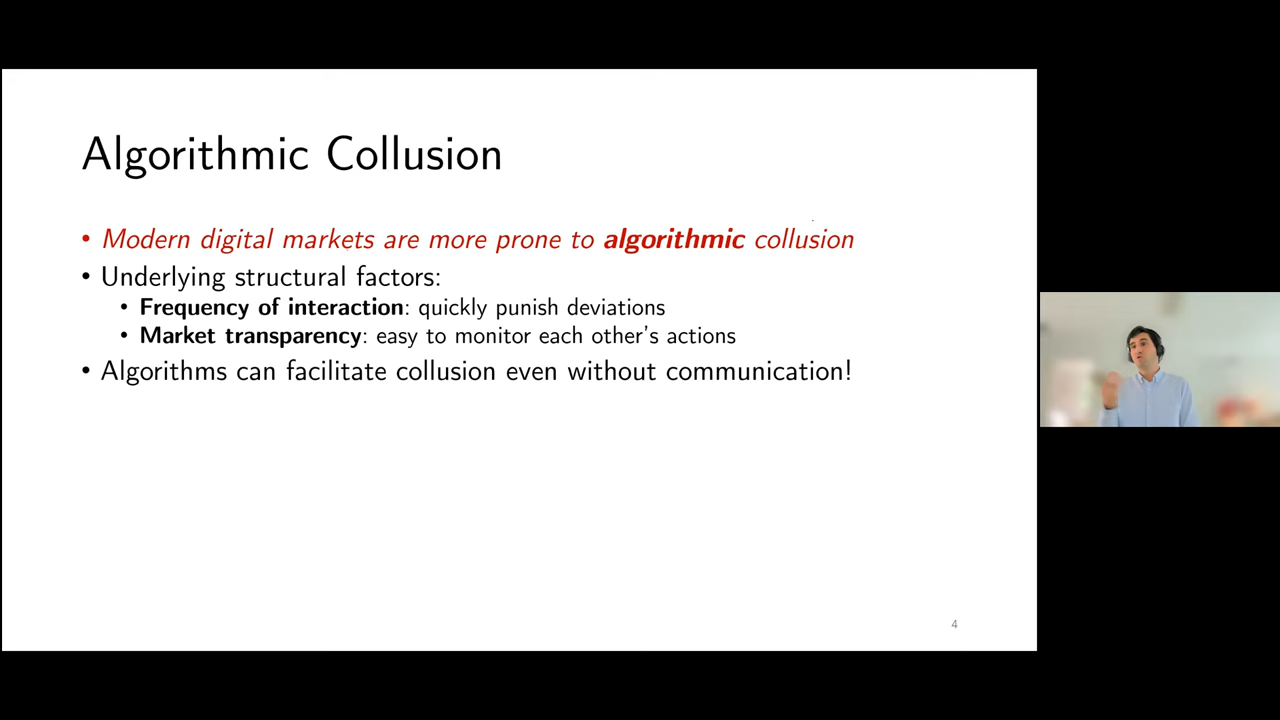 Algorithmic Collusion
• Modern digital markets are more prone to algorithmic collusion
• Underlying structural factors:
• Frequency of interaction: quickly punish deviations
• Market transparency: easy to monitor each other's actions
• Algorithms can facilitate collusion even without communication!
4